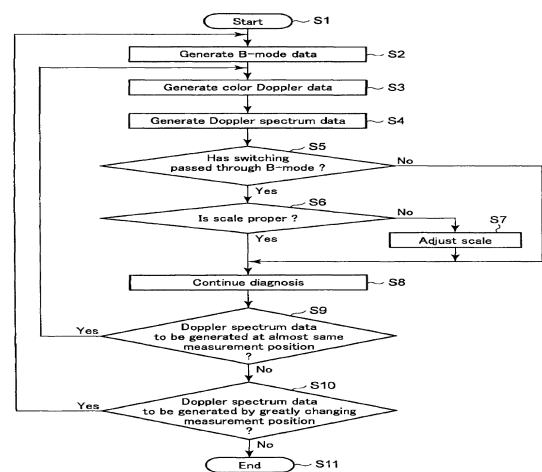 Start S1
Generate B-mode data S2
Generate color Doppler data S3
Generate Doppler spectrum data S4
S5
Has switching
passed through B-mode ?
No
Yes
S6
Is scale proper ?
No
S7
Adjust scale
Yes
Continue diagnosis S8
S9
Doppler spectrum data
to be generated at almost same
measurement position
?
Yes
No
S10
Doppler spectrum data
to be generated by greatly changing
measurement position
?
Yes
No
End S11